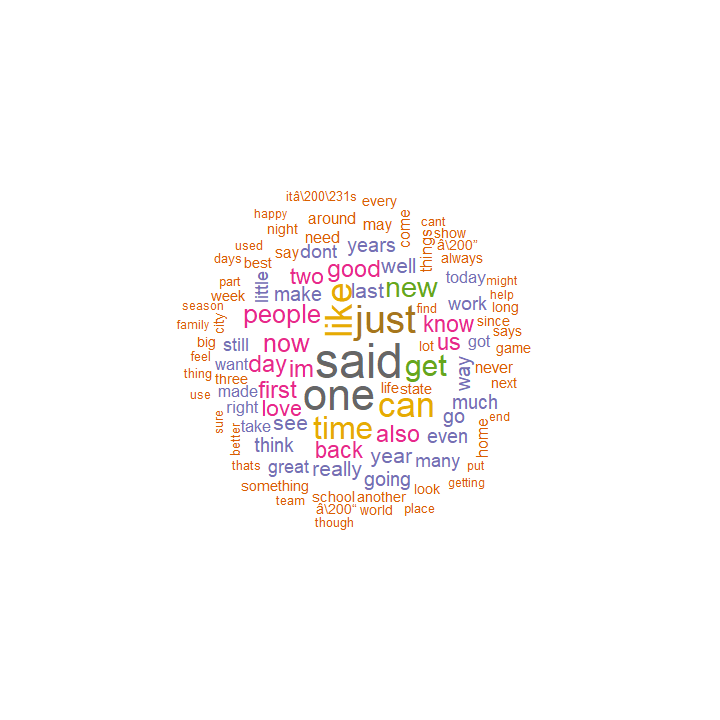 itâ\200\231s
every
happy
around
may
come
cant
night
need
things
show
â\200”
used
say
dont
years
always
days
best
two
good
well
today
might
part
little
make
last
new
help
week
like
work
long
season
people
just
find
since
city
know
says
family
big
still
now
said
lot
us
got
game
feel
want
day
im
get
way
never
thing
three
life
state
next
use
made
first
one
can
much
right
love
go
end
sure
take
see
time
also
even
home
better
think
back
year
many
put
thats
great
really
going
look
getting
something
school
another
team
â\200“
world
place
though